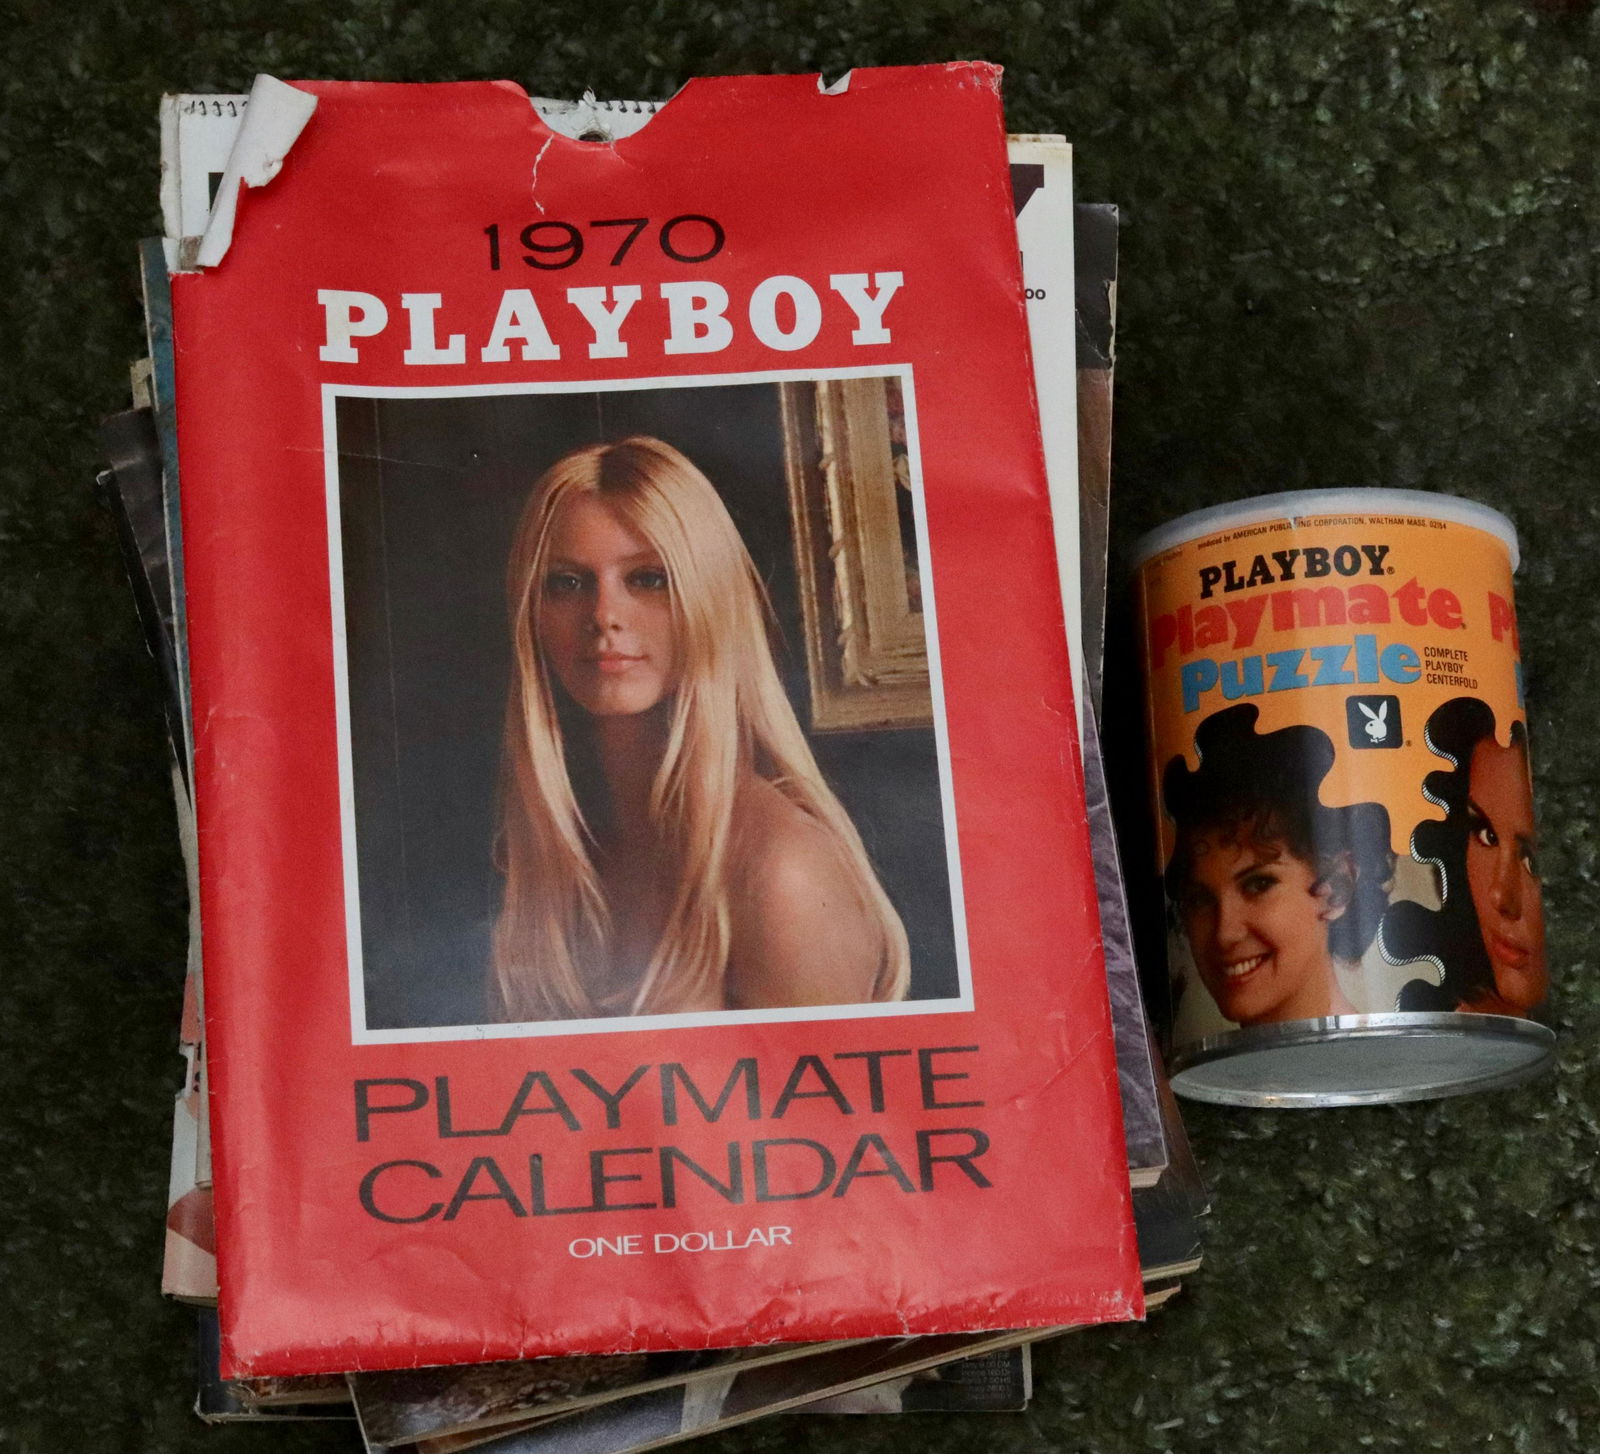 1970
PLAYBOY
PLAYMATE
CALENDAR
ONE DOLLAR
Y
00
produced by AMERICAN PUBLISHING CORPORATION, WALTHAM MASS. 02154
PLAYBOY®
Playmate
Puzzle
COMPLETE
PLAYBOY
CENTERFOLD
P